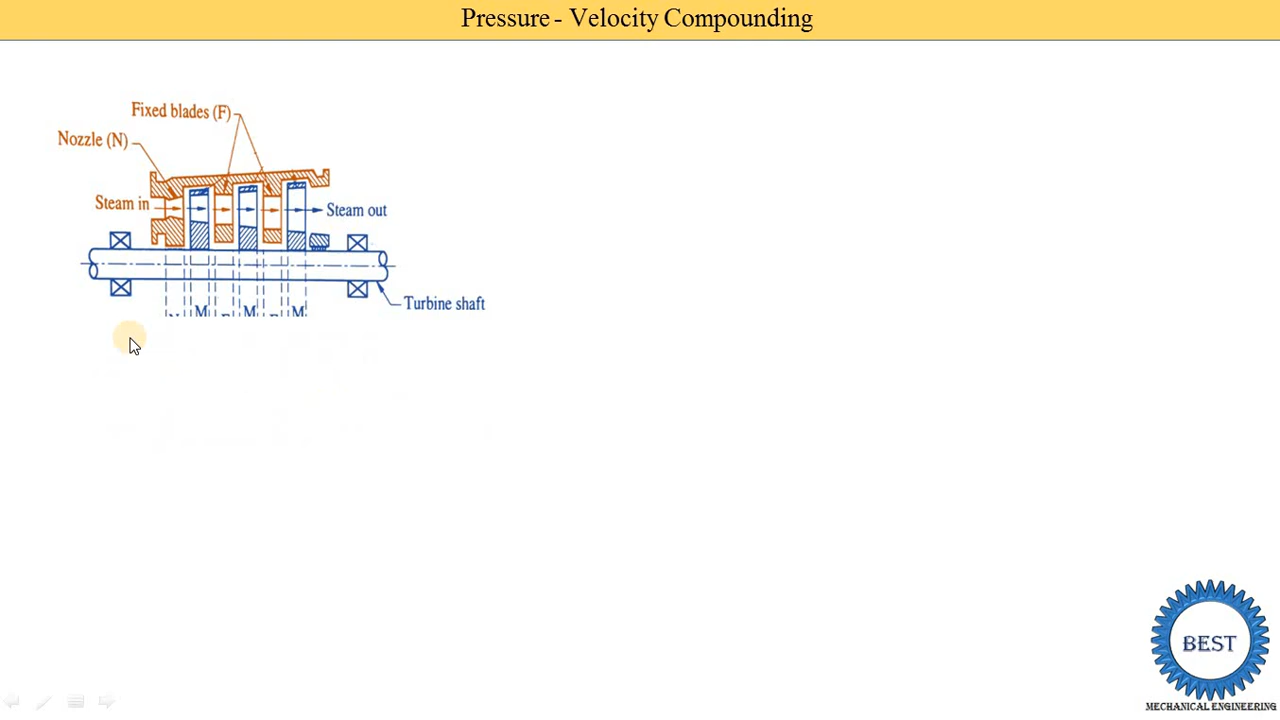 Pressure - Velocity Compounding
Fixed blades (F)
Nozzle (N)
Steam in
Steam out
Turbine shaft
M M M
BEST
MECHANICAL ENGINEERING